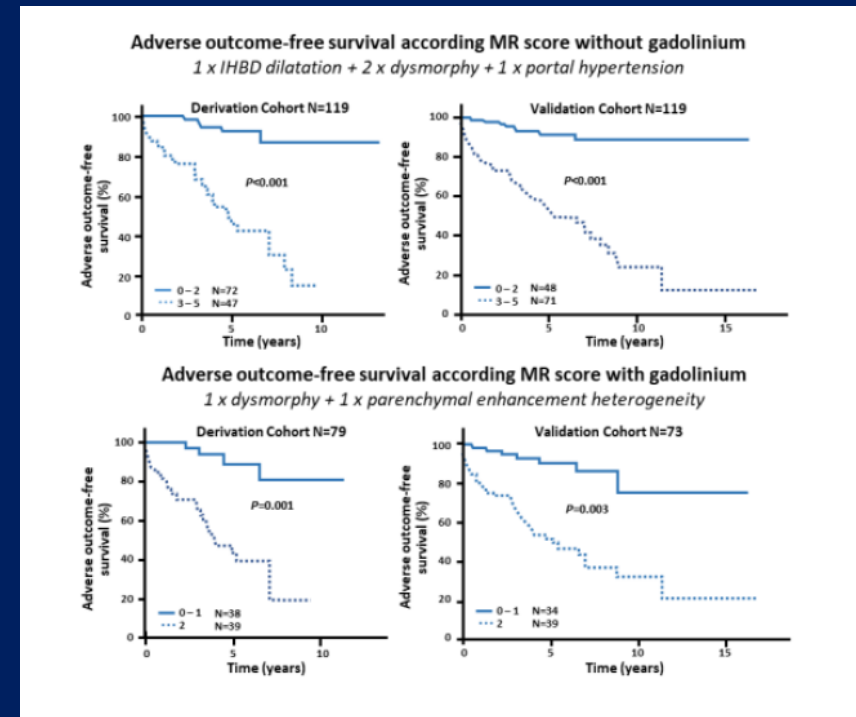 Adverse outcome-free survival according MR score without gadolinium
1 x IHBD dilatation + 2 x dysmorphy + 1 x portal hypertension
Derivation Cohort N=119
Adverse outcome-free
survival (%)
100
80
60
40
20
0
P<0.001
0-2 N=72
3-5 N=47
0 5 10
Time (years)
Validation Cohort N=119
Adverse outcome-free
survival (%)
100
80
60
40
20
0
P<0.001
0-2 N=48
3-5 N=71
0 5 10 15
Time (years)
Adverse outcome-free survival according MR score with gadolinium
1 x dysmorphy + 1 x parenchymal enhancement heterogeneity
Derivation Cohort N=79
Adverse outcome-free
survival (%)
100
80
60
40
20
0
P=0.001
0-1 N=38
2 N=39
0 5 10
Time (years)
Validation Cohort N=73
Adverse outcome-free
survival (%)
100
80
60
40
20
0
P=0.003
0-1 N=34
2 N=39
0 5 10 15
Time (years)